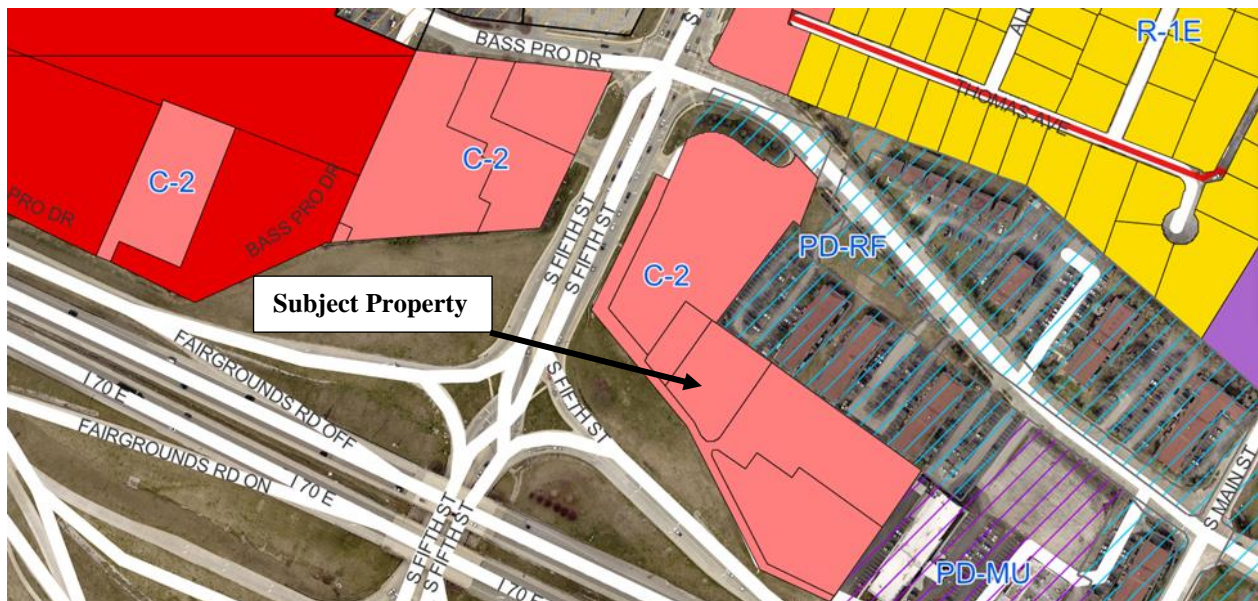 S
BASS PRO DR
ALL
R-1E
THOMAS AVE
C-2
C-2
PRO DR
BASS PRO DR
S FIFTH ST
S FIFTH ST
PD-RF
C-2
Subject Property
FAIRGROUNDS RD OFF
I 70 E
S FIFTH ST
FAIRGROUNDS RD ON
I 70 E
S FIFTH ST
S FIFTH ST
I 70 E
S MAIN ST
PD-MU